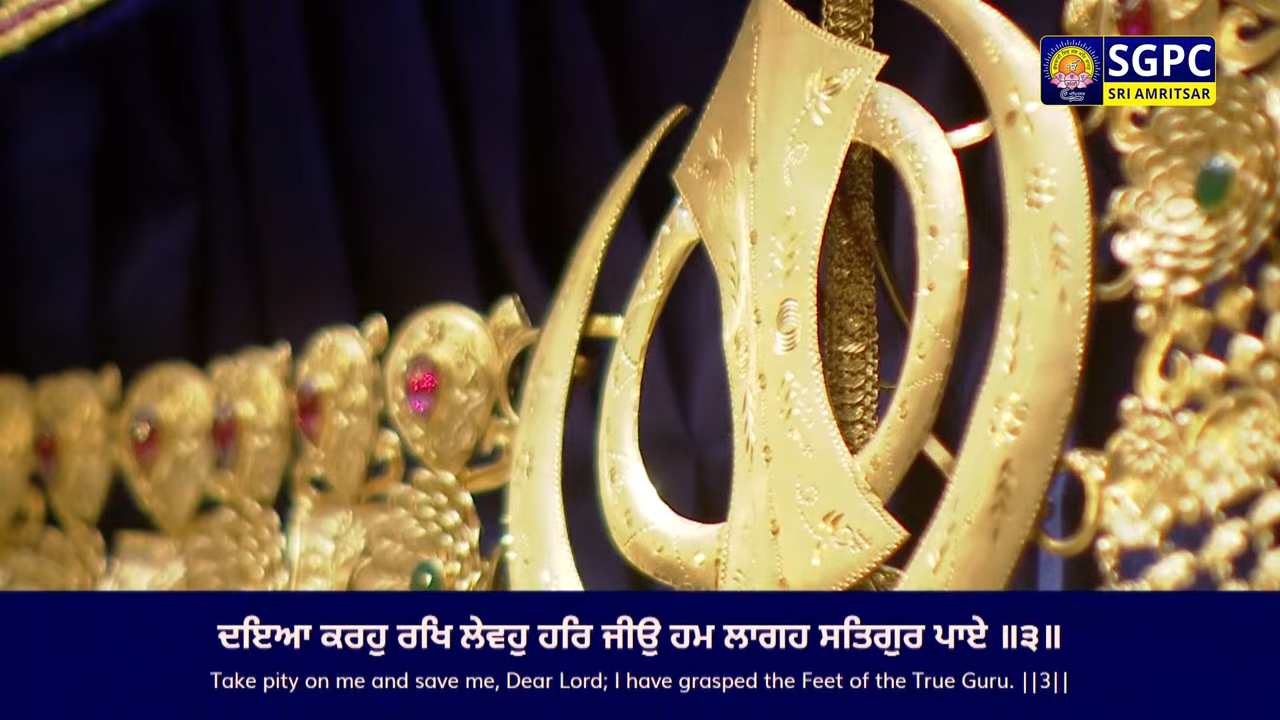 SGPC
SRI AMRITSAR
ਦਇਆ ਕਰਹੁ ਰਖਿ ਲੇਵਹੁ ਹਰਿ ਜੀਉ ਹਮ ਲਾਗਹ ਸਤਿਗੁਰ ਪਾਏ ॥੩॥
Take pity on me and save me, Dear Lord; I have grasped the Feet of the True Guru. ||3||